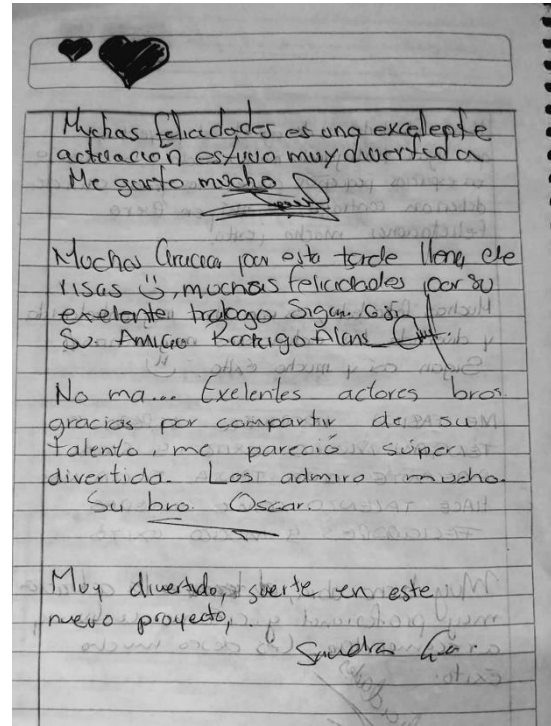 Muchas felicidades es una excelente
actuación estuvo muy divertida
Me gusto mucho
Muchas Gracias por esta tarde llena de
risas , muchas felicidades por su
exelente trabago Sigan así
Su Amigo Rodrigo Alans
No ma... Exelentes actores bros
gracias por compartir de su
talento, me pareció súper
divertida. Los admiro mucho.
Su bro. Oscar.
Muy divertido, suerte en este
nuevo proyecto,
Sandra